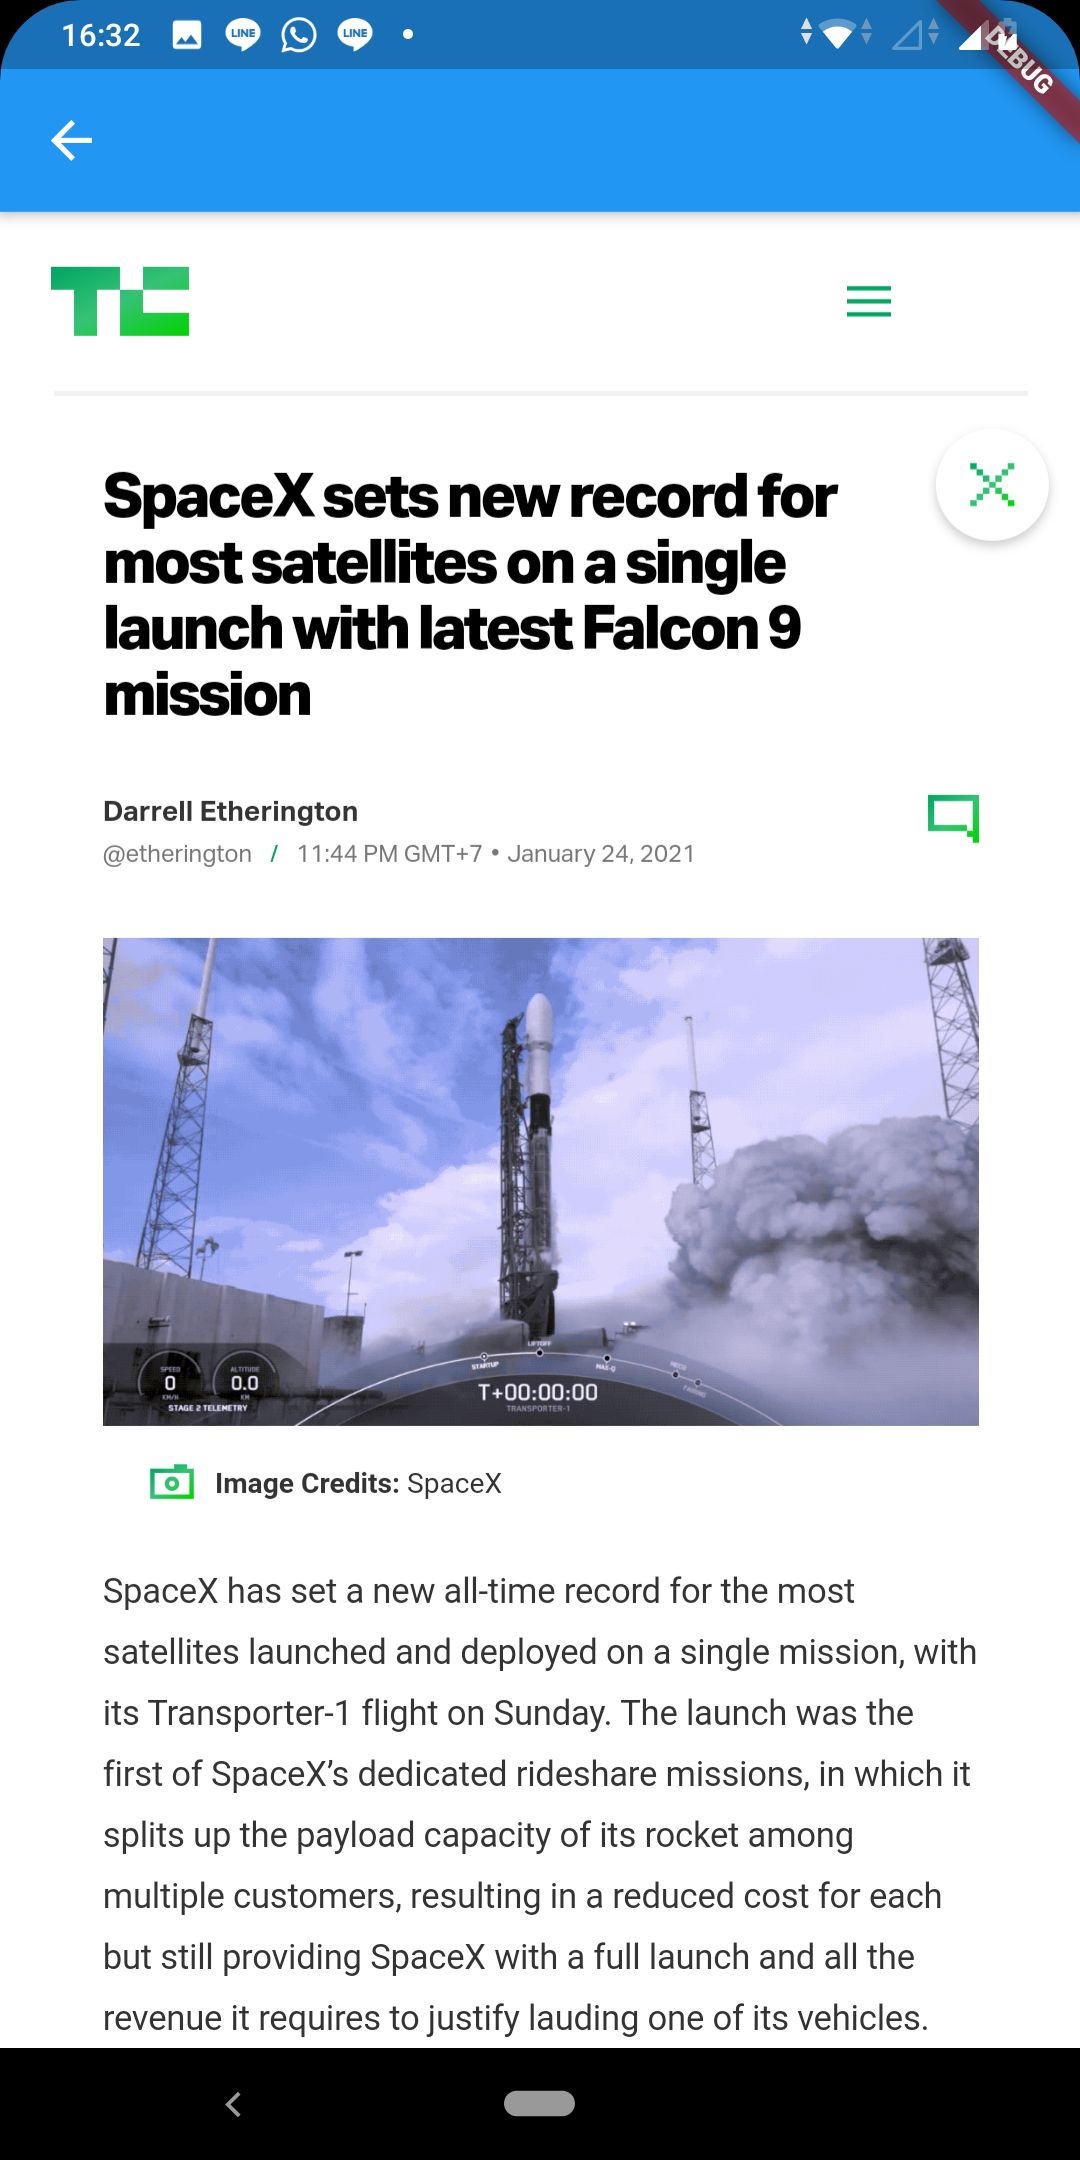 16:32
LINE
LINE
DEBUG
TC
SpaceX sets new record for
most satellites on a single
launch with latest Falcon 9
mission
Darrell Etherington
@etherington / 11:44 PM GMT+7 • January 24, 2021
SPEED
0
KM/H
ALTITUDE
0.0
KM
STAGE 2 TELEMETRY
STARTUP
LIFTOFF
MAX-Q
MECO
FAIRING
T+00:00:00
TRANSPORTER-1
Image Credits: SpaceX
SpaceX has set a new all-time record for the most
satellites launched and deployed on a single mission, with
its Transporter-1 flight on Sunday. The launch was the
first of SpaceX’s dedicated rideshare missions, in which it
splits up the payload capacity of its rocket among
multiple customers, resulting in a reduced cost for each
but still providing SpaceX with a full launch and all the
revenue it requires to justify lauding one of its vehicles.